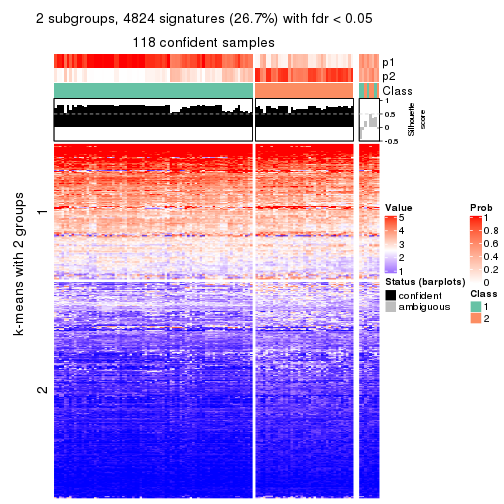 2 subgroups, 4824 signatures (26.7%) with fdr < 0.05
118 confident samples
p1
p2
Class
1
0.5
0
-0.5
Silhouette
score
k-means with 2 groups
1
2
Value
5
4
3
2
1
Status (barplots)
confident
ambiguous
Prob
1
0.8
0.6
0.4
0.2
0
Class
1
2